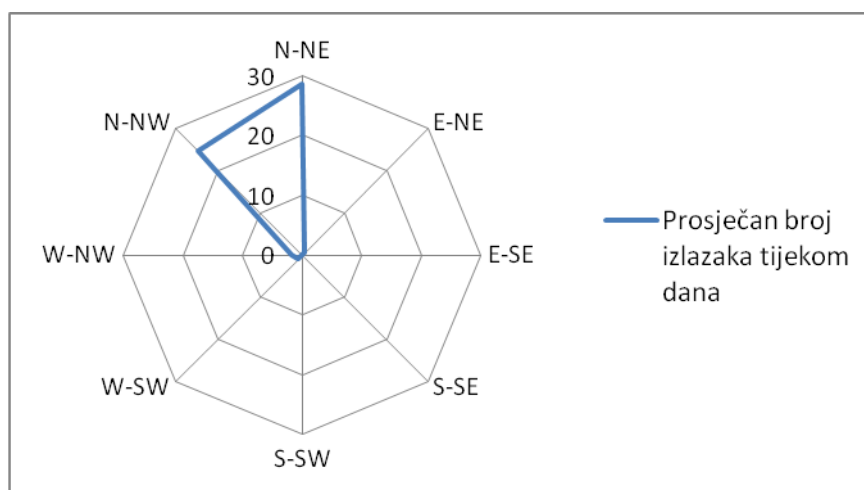 N-NE
30
N-NW
E-NE
20
10
W-NW
0
E-SE
W-SW
S-SE
S-SW
Prosječan broj
izlazaka tijekom
dana